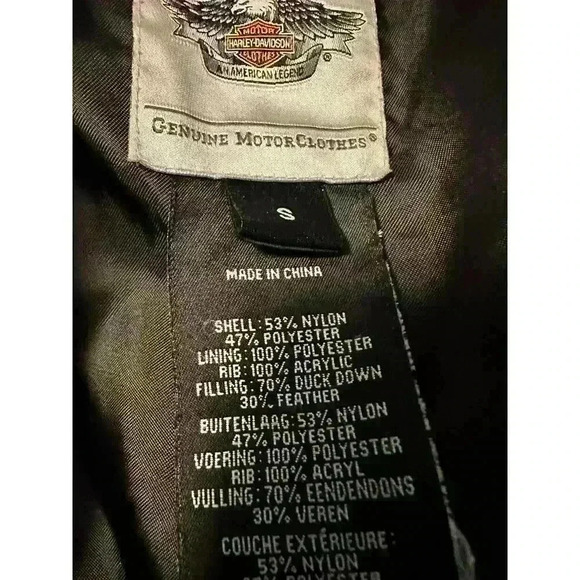 MOTOR
HARLEY-DAVIDSON
CLOTHES
AN AMERICAN LEGEND
®
GENUINE MOTORCLOTHES®
S
MADE IN CHINA
SHELL: 53% NYLON
47% POLYESTER
LINING: 100% POLYESTER
RIB: 100% ACRYLIC
FILLING: 70% DUCK DOWN
30% FEATHER
BUITENLAAG: 53% NYLON
47% POLYESTER
VOERING: 100% POLYESTER
RIB: 100% ACRYL
VULLING: 70% EENDENDONS
30% VEREN
COUCHE EXTÉRIEURE:
53% NYLON
POLYESTER